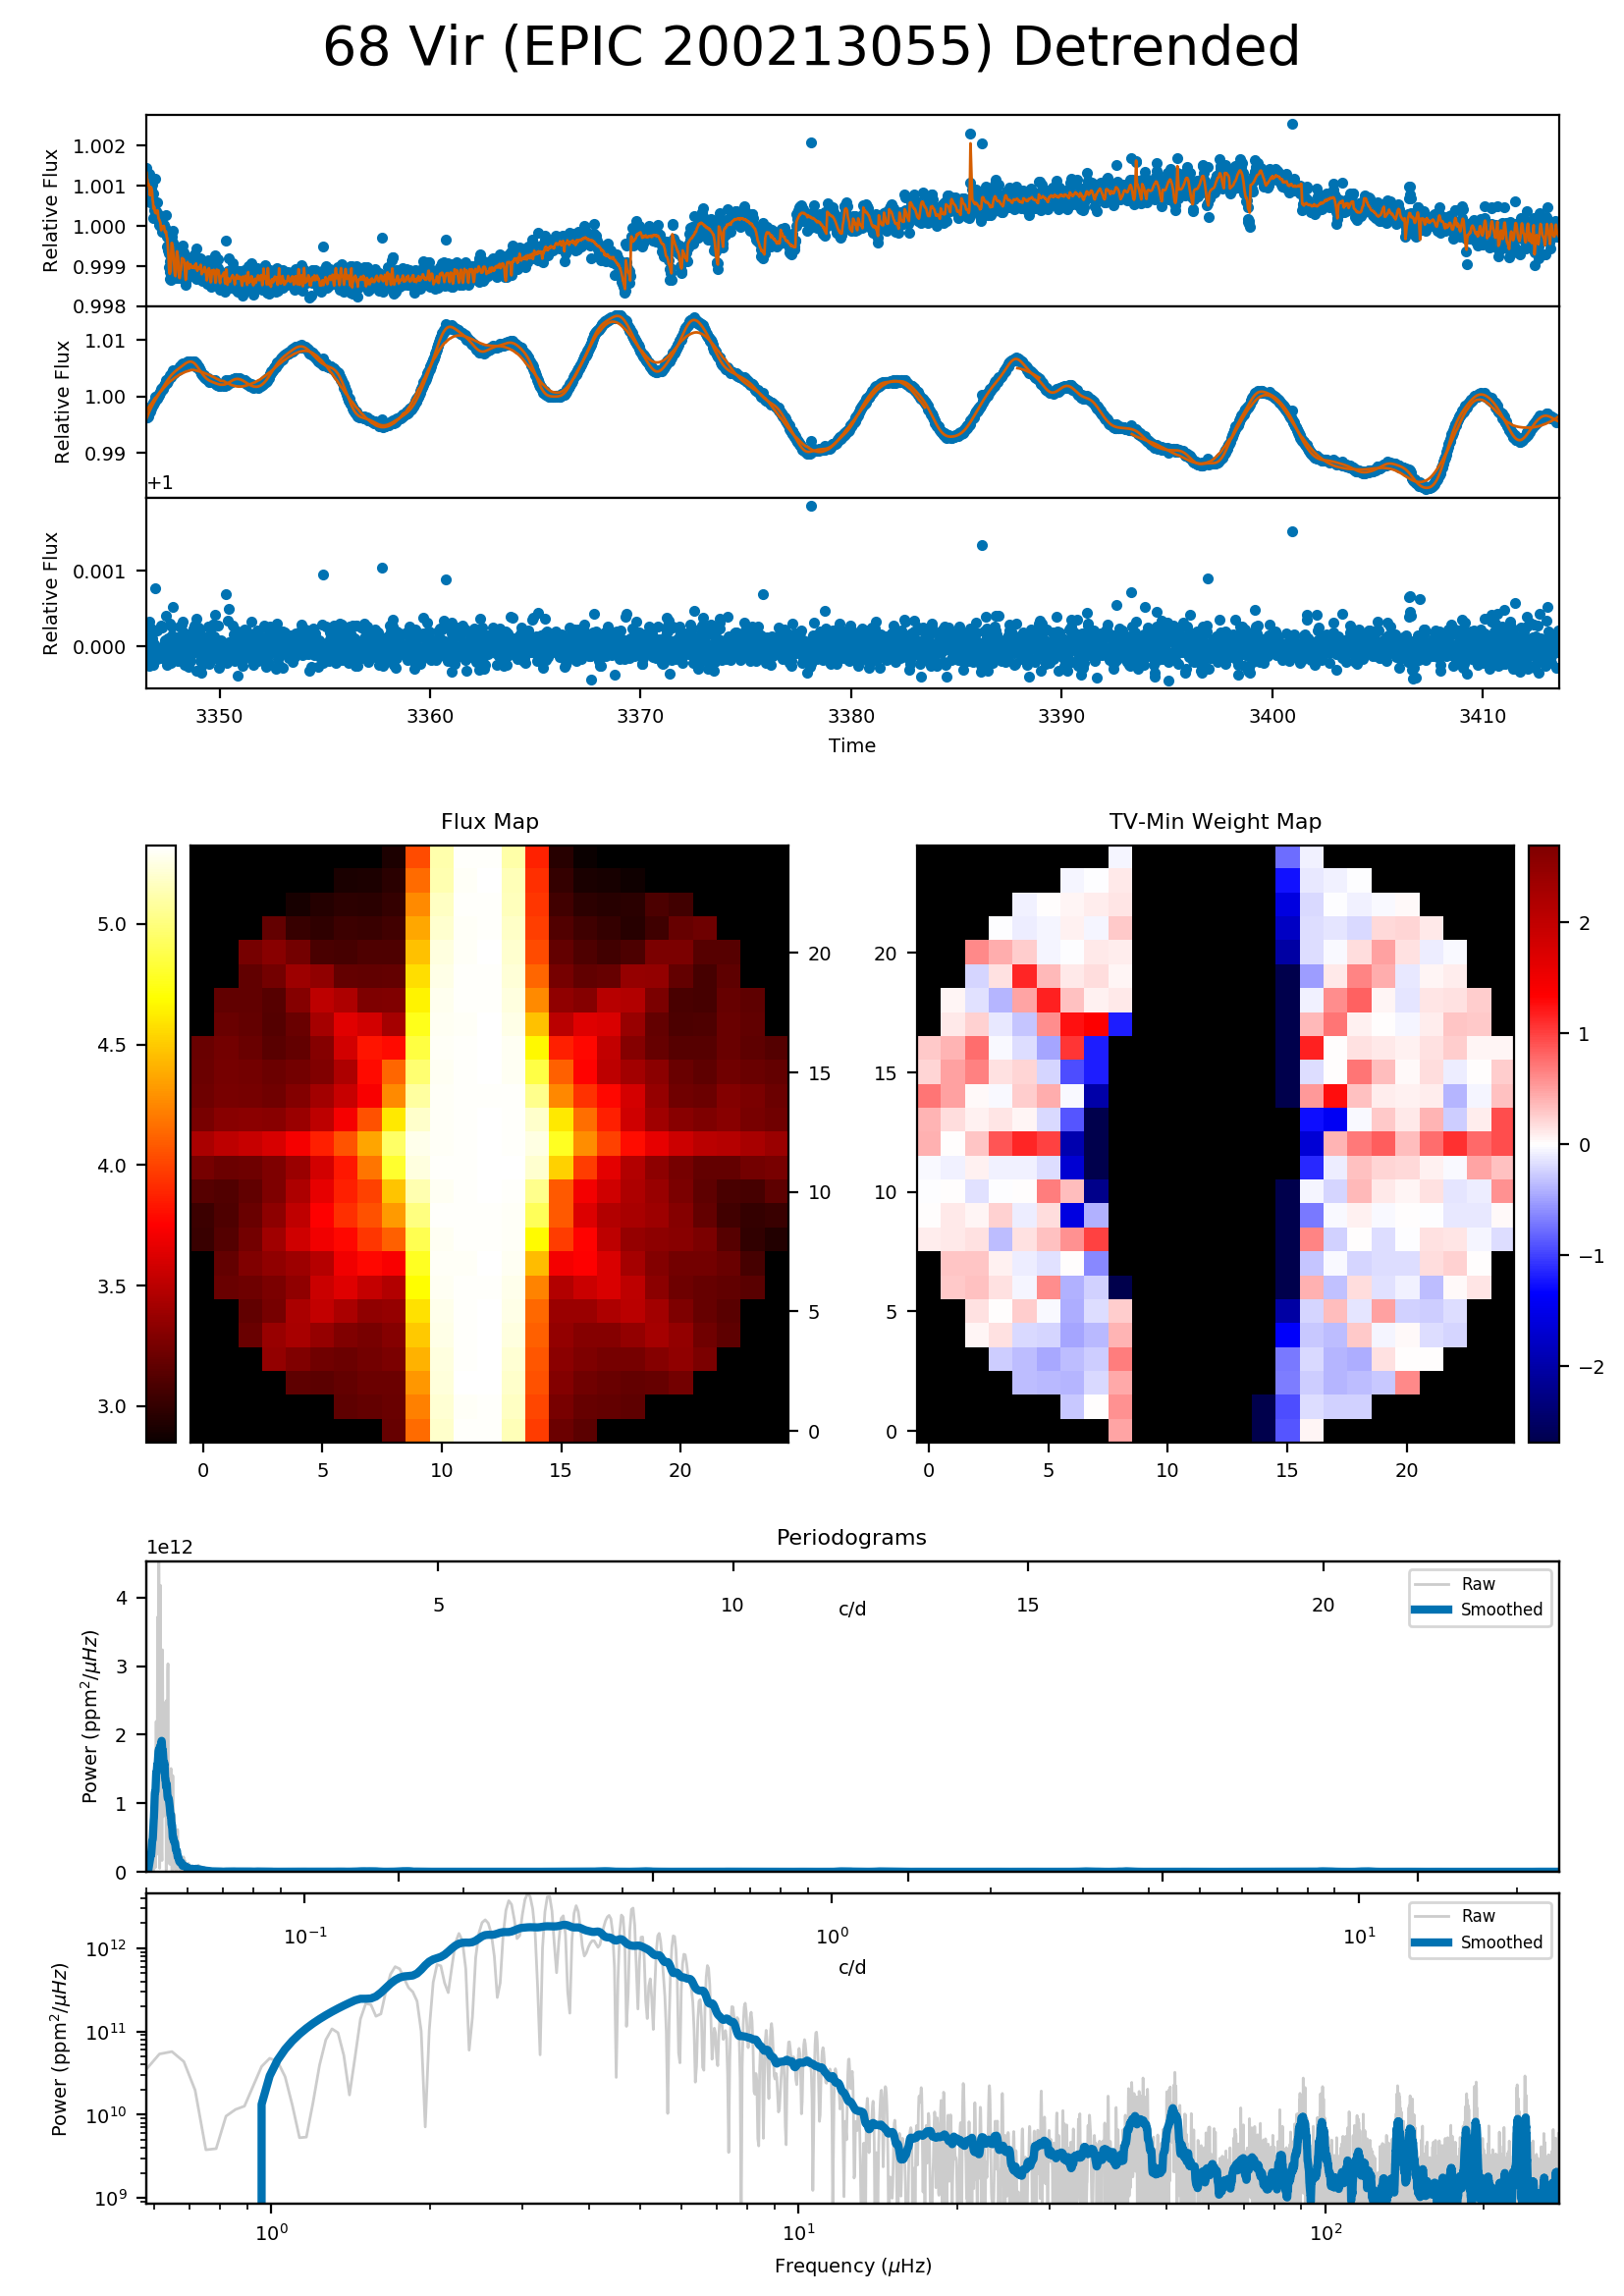 68 Vir (EPIC 200213055) Detrended
Relative Flux
1.002
1.001
1.000
0.999
0.998
Relative Flux
1.01
1.00
0.99
+1
Relative Flux
0.001
0.000
3350 3360 3370 3380 3390 3400 3410
Time
Flux Map
5.0
4.5
4.0
3.5
3.0
20
15
10
5
0
0 5 10 15 20
TV-Min Weight Map
20
15
10
5
0
2
1
0
−1
−2
0 5 10 15 20
Periodograms
1e12
Power (ppm²/μHz)
4
3
2
1
0
5 10 15 20
c/d
Raw
Smoothed
Power (ppm²/μHz)
10¹²
10¹¹
10¹⁰
10⁹
10⁻¹ 10⁰ 10¹
c/d
Raw
Smoothed
10⁰ 10¹ 10²
Frequency (μHz)